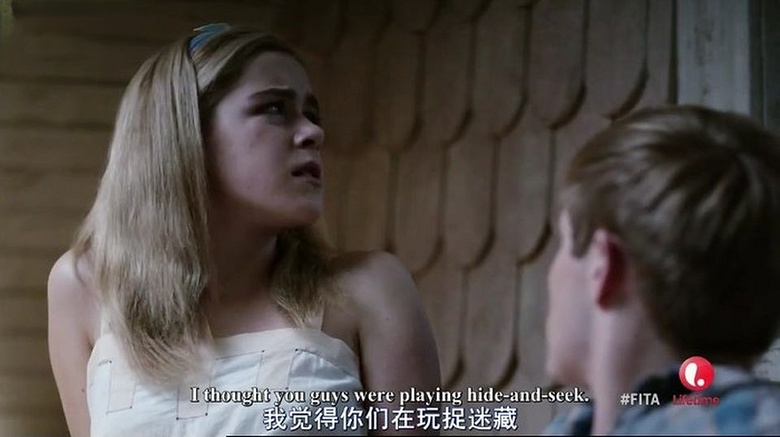 I thought you guys were playing hide-and-seek.
#FITA Lifetime
我觉得你们在玩捉迷藏